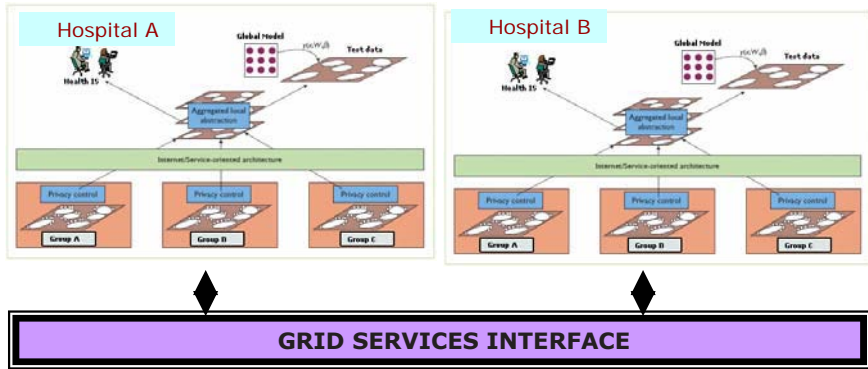 Hospital A
Global Model
Test data
Health IS
Aggregated local
abstraction
Internet/Service-oriented architecture
Privacy control
Privacy control
Privacy control
Group A
Group B
Group C
Hospital B
Global Model
Test data
Health IS
Aggregated local
abstraction
Internet/Service-oriented architecture
Privacy control
Privacy control
Privacy control
Group A
Group B
Group C
GRID SERVICES INTERFACE